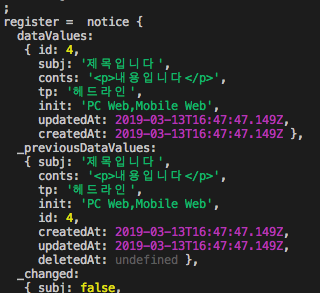 ;
register =  notice {
  dataValues:
   { id: 4,
     subj: '제목입니다',
     conts: '<p>내용입니다</p>',
     tp: '헤드라인',
     init: 'PC Web,Mobile Web',
     updatedAt: 2019-03-13T16:47:47.149Z,
     createdAt: 2019-03-13T16:47:47.149Z },
  _previousDataValues:
   { subj: '제목입니다',
     conts: '<p>내용입니다</p>',
     tp: '헤드라인',
     init: 'PC Web,Mobile Web',
     id: 4,
     createdAt: 2019-03-13T16:47:47.149Z,
     updatedAt: 2019-03-13T16:47:47.149Z,
     deletedAt: undefined },
  _changed:
   { subj: false,